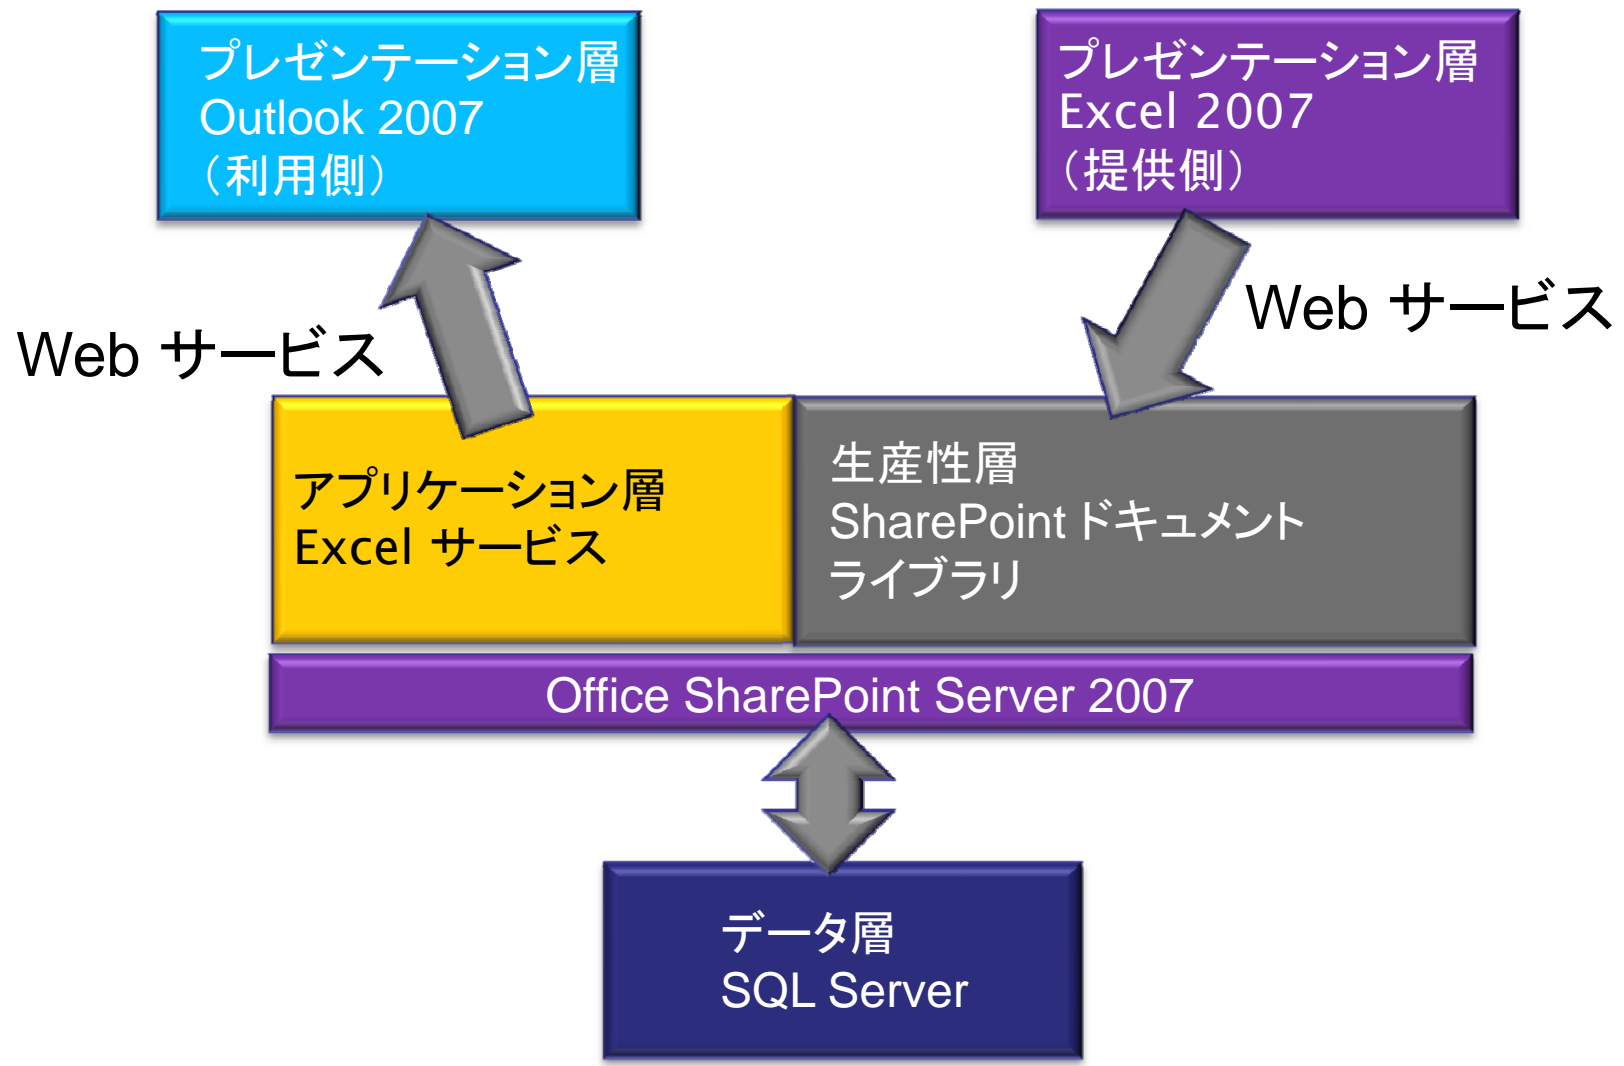 プレゼンテーション層
Outlook 2007
（利用側）
プレゼンテーション層
Excel 2007
（提供側）
Web サービス
Web サービス
アプリケーション層
Excel サービス
生産性層
SharePoint ドキュメント
ライブラリ
Office SharePoint Server 2007
データ層
SQL Server